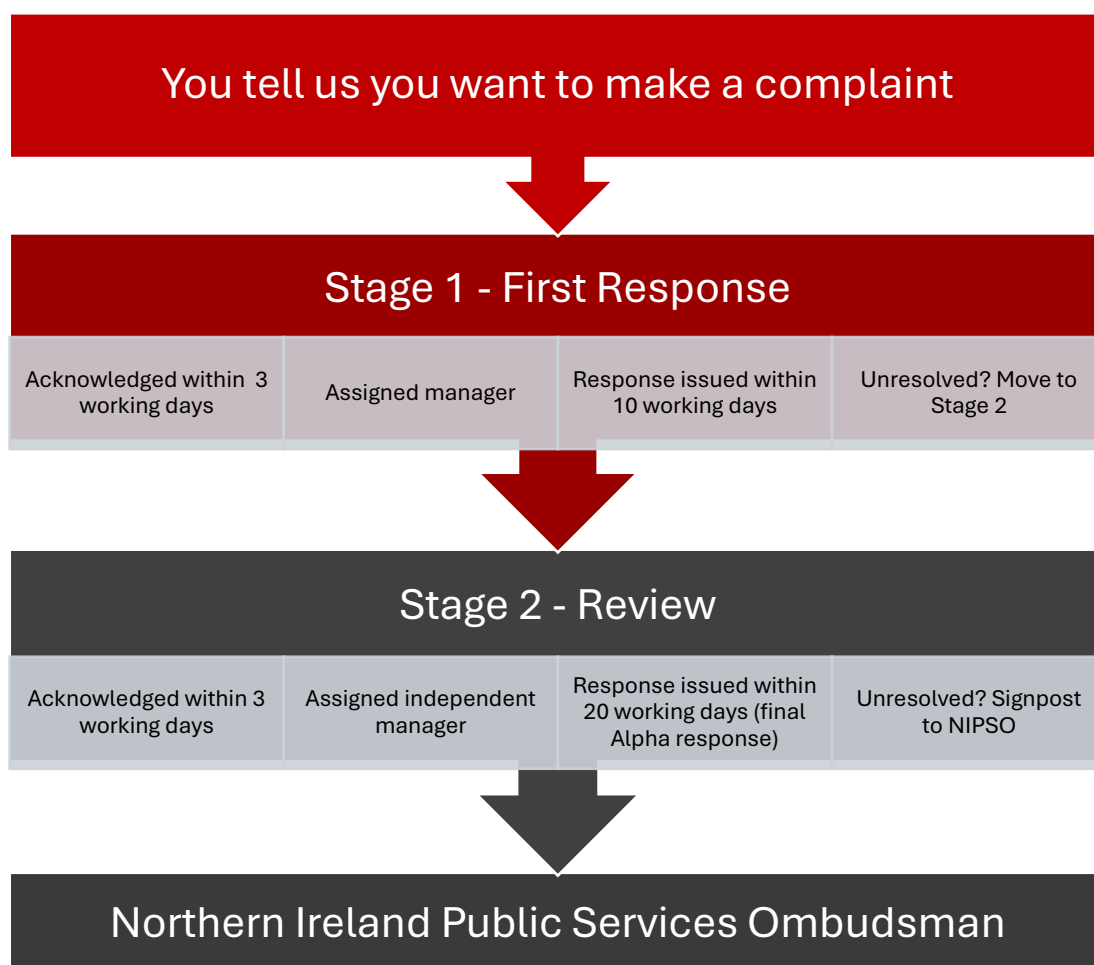 You tell us you want to make a complaint
Stage 1 - First Response
Acknowledged within 3
working days
Assigned manager
Response issued within
10 working days
Unresolved? Move to
Stage 2
Stage 2 - Review
Acknowledged within 3
working days
Assigned independent
manager
Response issued within
20 working days (final
Alpha response)
Unresolved? Signpost
to NIPSO
Northern Ireland Public Services Ombudsman